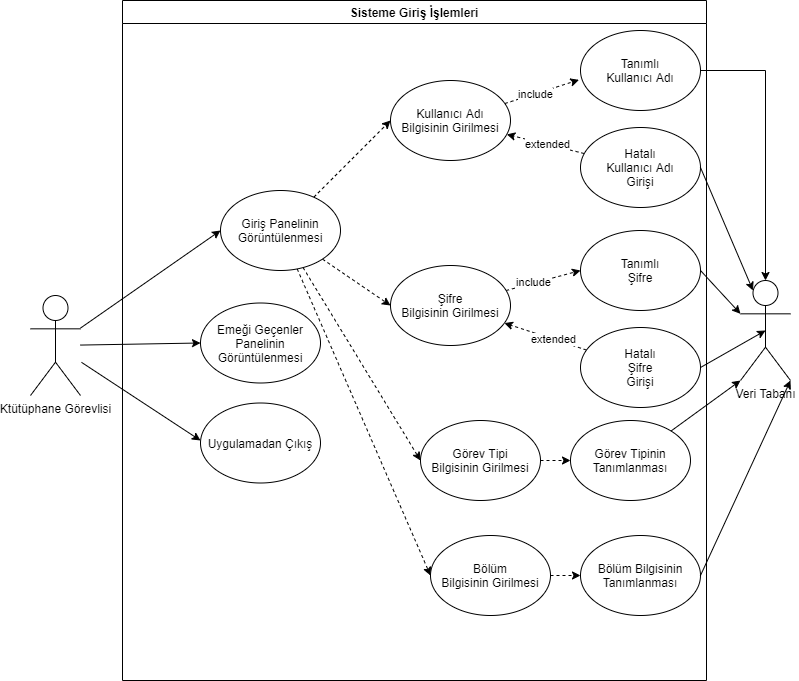 Sisteme Giriş İşlemleri
Tanımlı
Kullanıcı Adı
Kullanıcı Adı
Bilgisinin Girilmesi
include
extended
Hatalı
Kullanıcı Adı
Girişi
Giriş Panelinin
Görüntülenmesi
Tanımlı
Şifre
include
Şifre
Bilgisinin Girilmesi
extended
Hatalı
Şifre
Girişi
Emeği Geçenler
Panelinin
Görüntülenmesi
Ktütüphane Görevlisi
Veri Tabanı
Uygulamadan Çıkış
Görev Tipi
Bilgisinin Girilmesi
Görev Tipinin
Tanımlanması
Bölüm
Bilgisinin Girilmesi
Bölüm Bilgisinin
Tanımlanması